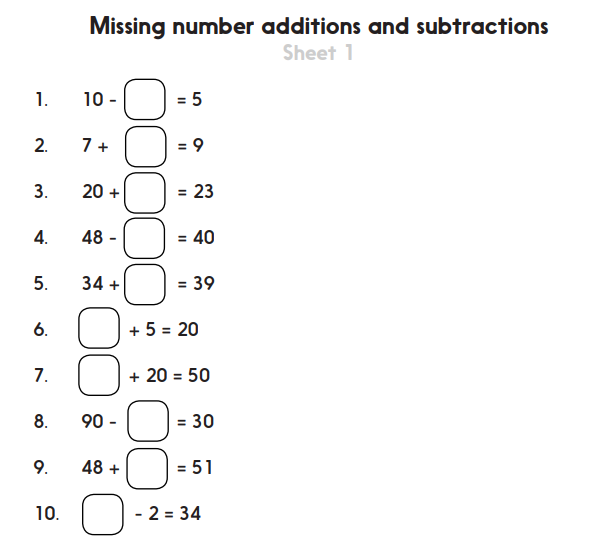 Missing number additions and subtractions
Sheet 1
1. 10 - = 5
2. 7 + = 9
3. 20 + = 23
4. 48 - = 40
5. 34 + = 39
6. + 5 = 20
7. + 20 = 50
8. 90 - = 30
9. 48 + = 51
10. - 2 = 34